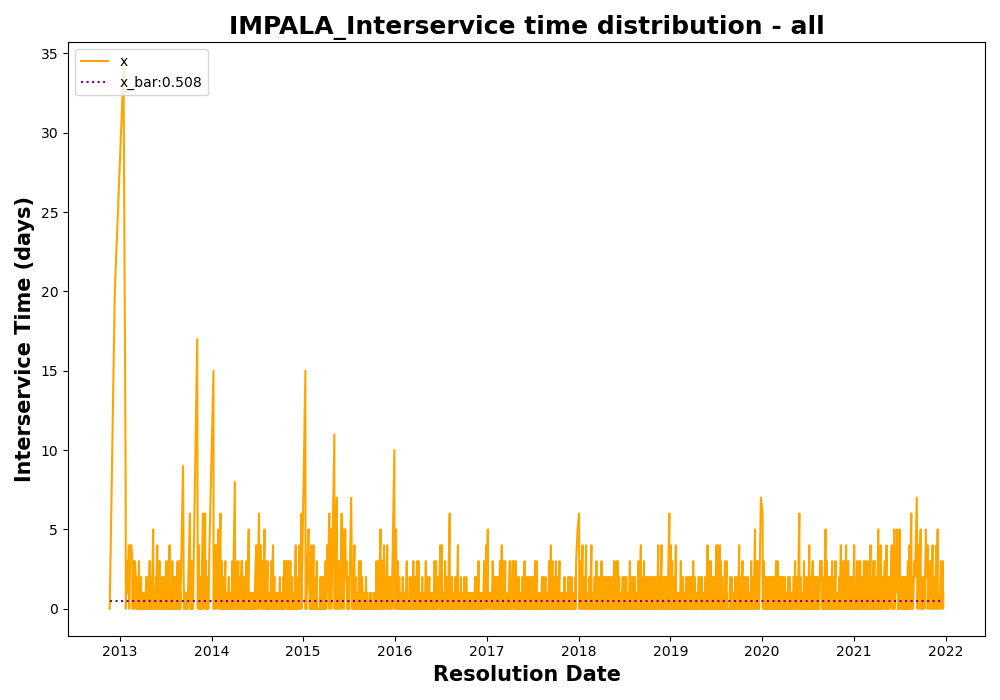 IMPALA_Interservice time distribution - all
x
x_bar:0.508
Interservice Time (days)
35
30
25
20
15
10
5
0
2013 2014 2015 2016 2017 2018 2019 2020 2021 2022
Resolution Date